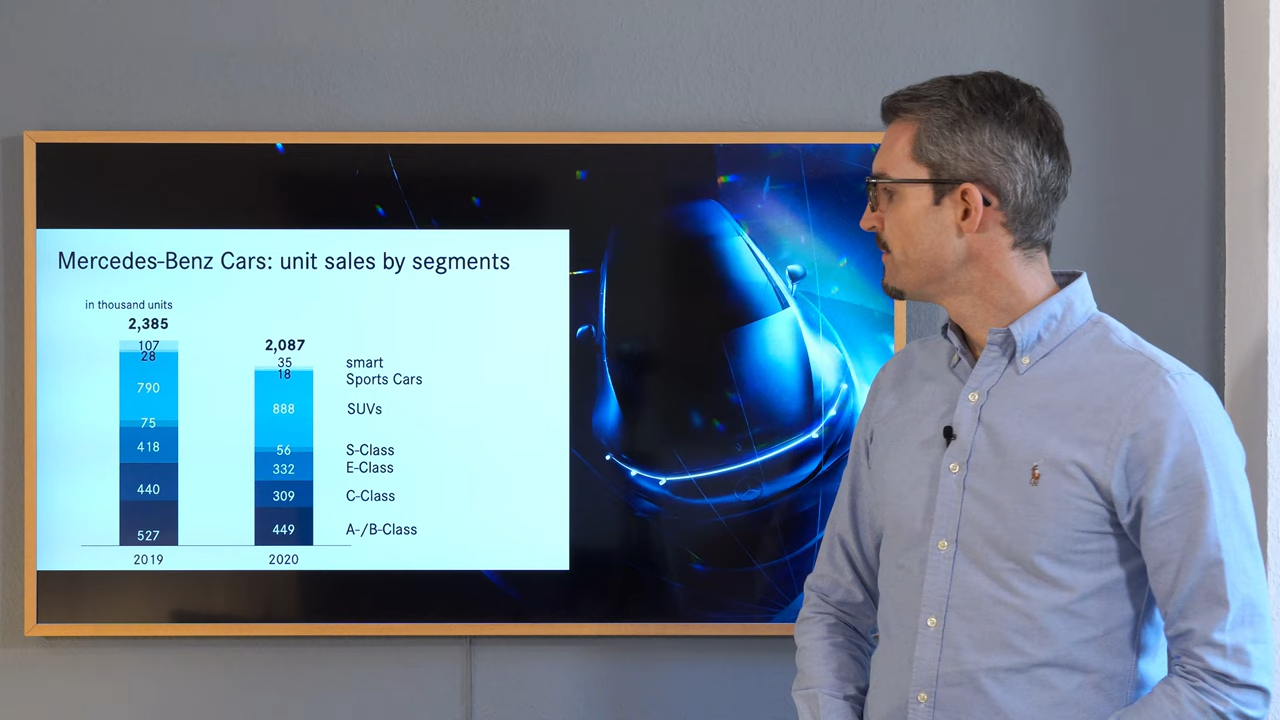 Mercedes-Benz Cars: unit sales by segments
in thousand units
2,385
107
28
790
75
418
440
527
2019
2,087
35
18
888
56
332
309
449
2020
smart
Sports Cars
SUVs
S-Class
E-Class
C-Class
A-/B-Class